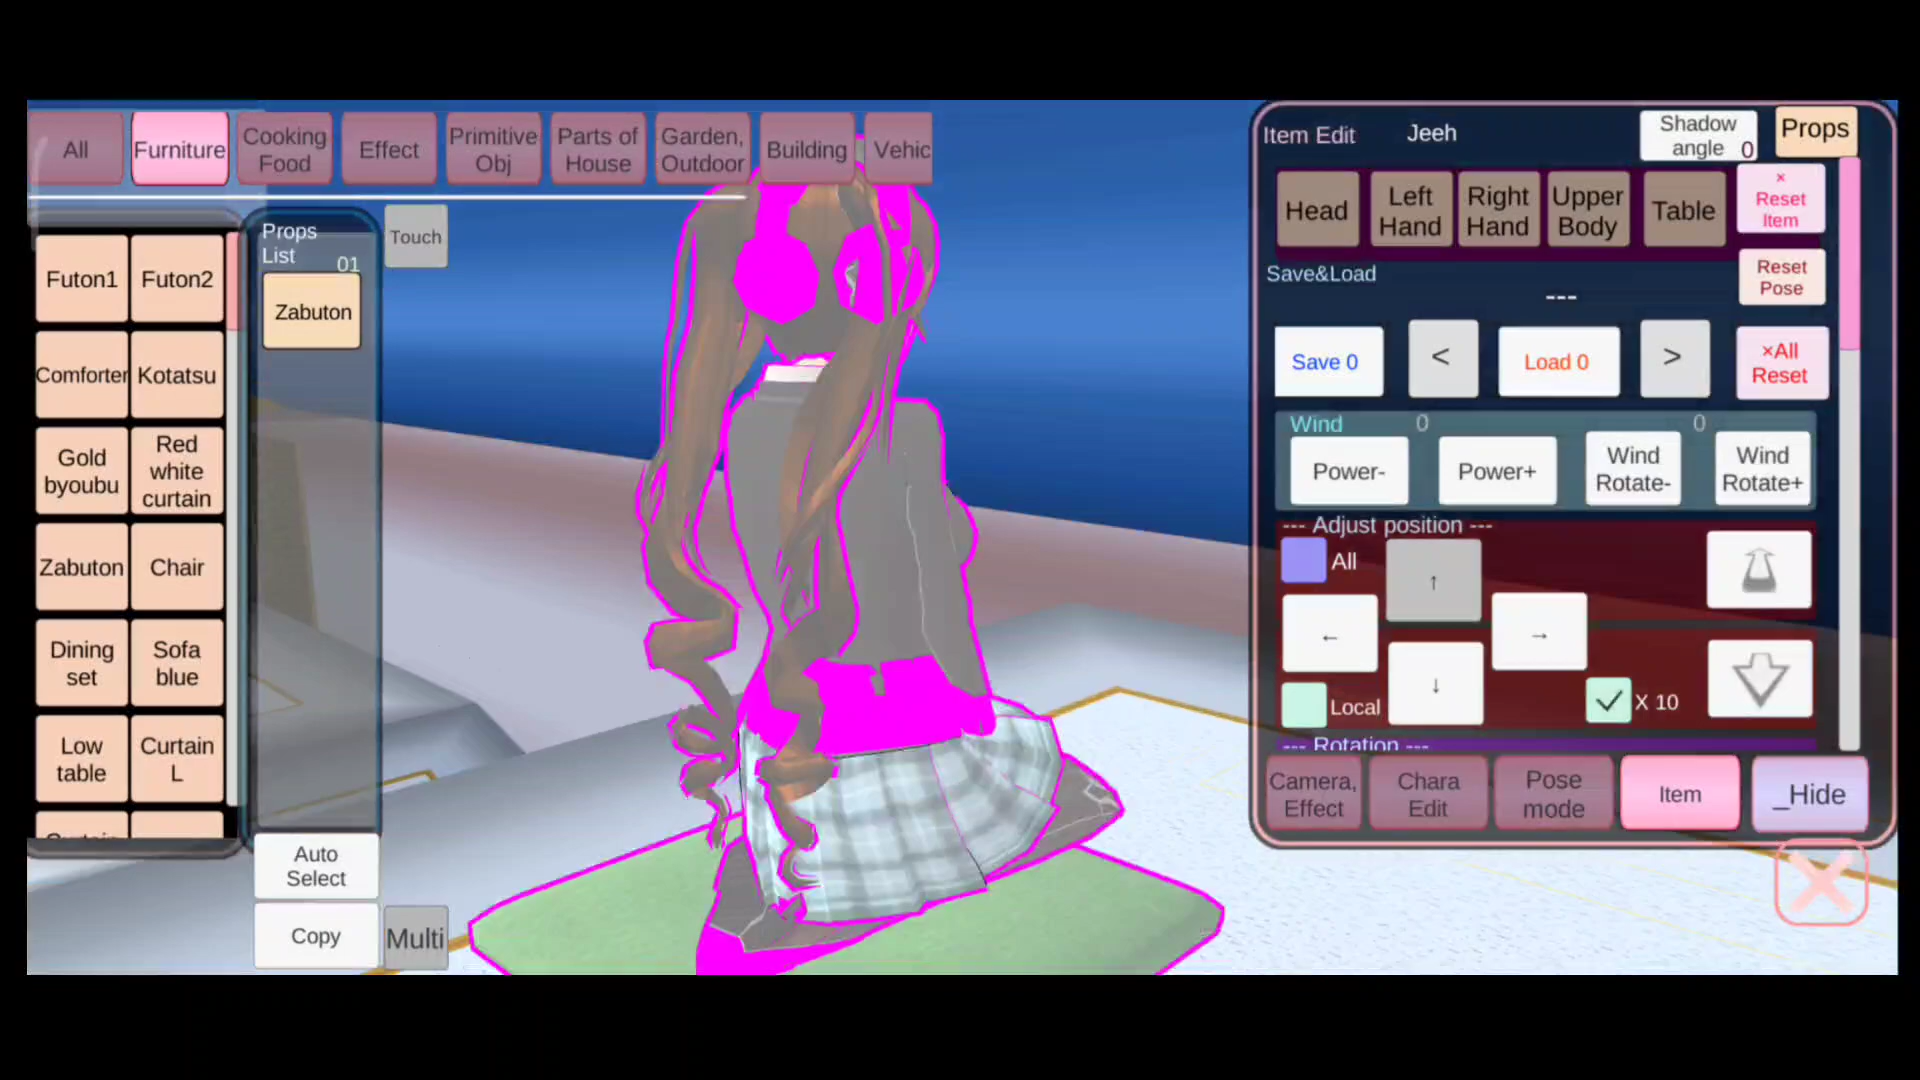 All
Furniture
Cooking
Food
Effect
Primitive
Obj
Parts of
House
Garden,
Outdoor
Building
Vehic
Futon1
Futon2
Comforter
Kotatsu
Gold
byoubu
Red
white
curtain
Zabuton
Chair
Dining
set
Sofa
blue
Low
table
Curtain
L
Props
List
01
Zabuton
Touch
Auto
Select
Copy
Multi
Item Edit
Jeeh
Shadow
angle 0
Props
Head
Left
Hand
Right
Hand
Upper
Body
Table
×
Reset
Item
Save&Load
---
Reset
Pose
Save 0
<
Load 0
>
×All
Reset
Wind
0
0
Power-
Power+
Wind
Rotate-
Wind
Rotate+
--- Adjust position ---
All
↑
←
→
↓
Local
X 10
--- Rotation ---
Camera,
Effect
Chara
Edit
Pose
mode
Item
_Hide